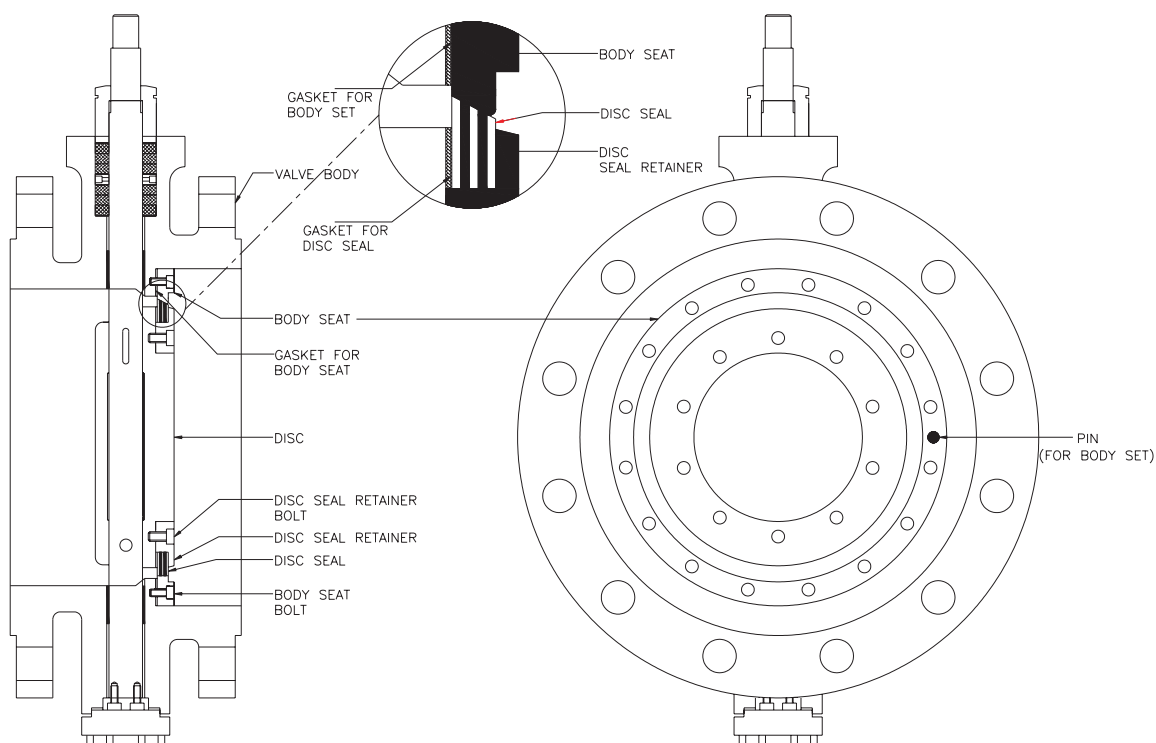 BODY SEAT
GASKET FOR
BODY SET
DISC SEAL
DISC
SEAL RETAINER
VALVE BODY
GASKET FOR
DISC SEAL
BODY SEAT
GASKET FOR
BODY SEAT
DISC
PIN
(FOR BODY SET)
DISC SEAL RETAINER
BOLT
DISC SEAL RETAINER
DISC SEAL
BODY SEAT
BOLT